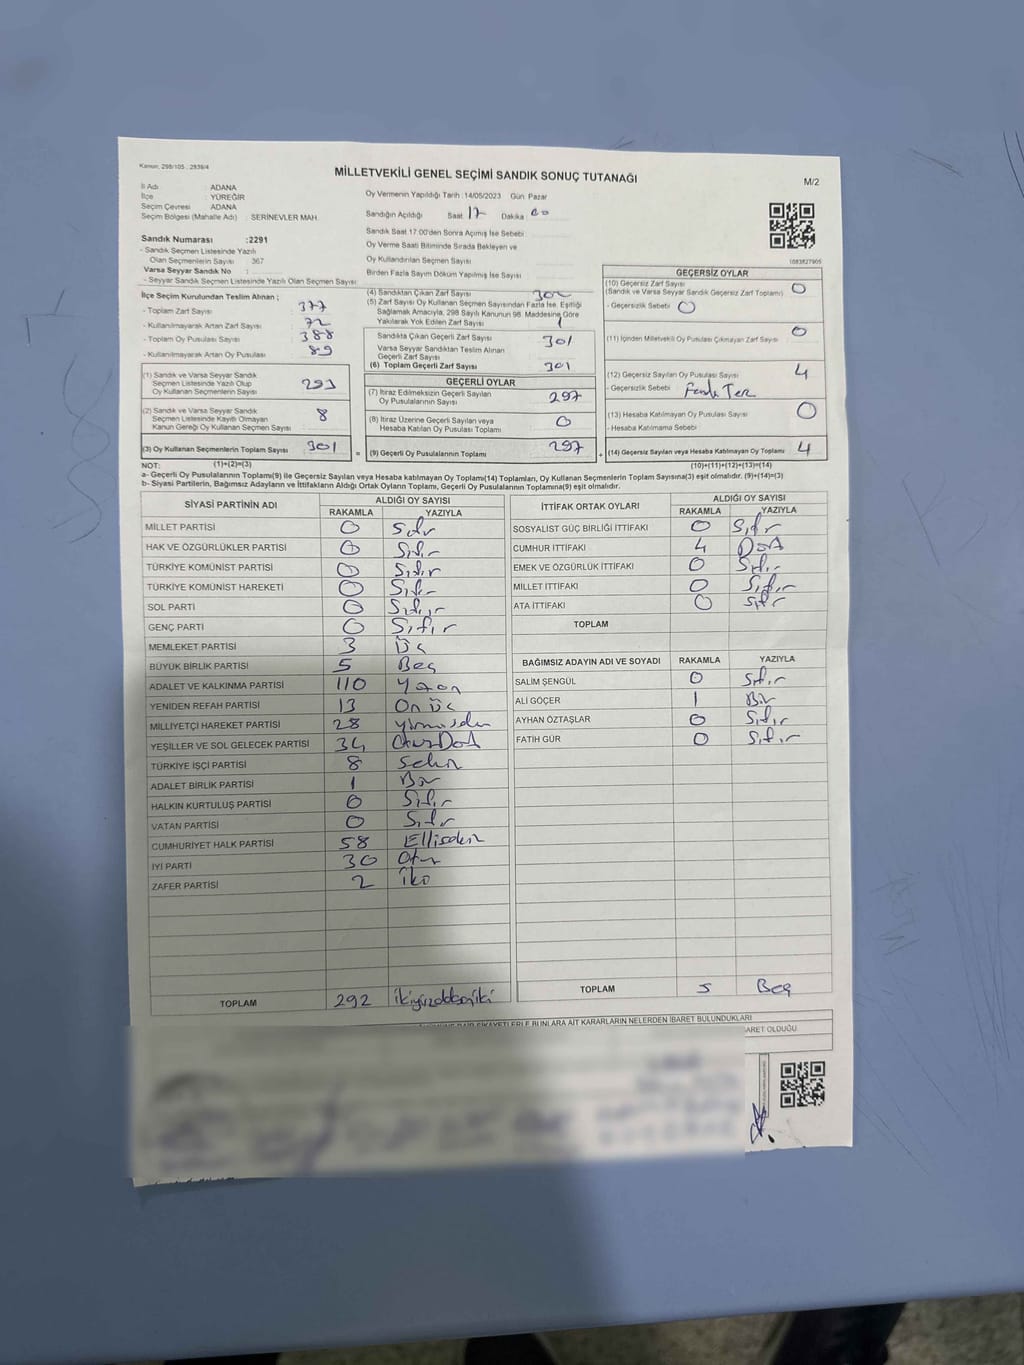 Kanun: 298/105 , 2839/4
MİLLETVEKİLİ GENEL SEÇİMİ SANDIK SONUÇ TUTANAĞI
M/2
İl Adı : ADANA
İlçe : YÜREĞİR
Seçim Çevresi : ADANA
Seçim Bölgesi (Mahalle Adı) : SERİNEVLER MAH.
Sandık Numarası :2291
- Sandık Seçmen Listesinde Yazılı
Olan Seçmenlerin Sayısı 367
Varsa Seyyar Sandık No :
- Seyyar Sandık Seçmen Listesinde Yazılı Olan Seçmen Sayısı
Oy Vermenin Yapıldığı Tarih :14/05/2023 Gün: Pazar
Sandığın Açıldığı Saat 17 Dakika 00
Sandık Saat 17.00'den Sonra Açılmış İse Sebebi
Oy Verme Saati Bitiminde Sırada Bekleyen ve
Oy Kullandırılan Seçmen Sayısı
Birden Fazla Sayım Döküm Yapılmış İse Sayısı
1083827905
İlçe Seçim Kurulundan Teslim Alınan ;
- Toplam Zarf Sayısı : 377
- Kullanılmayarak Artan Zarf Sayısı : 72
- Toplam Oy Pusulası Sayısı : 388
- Kullanılmayarak Artan Oy Pusulası : 89
(1) Sandık ve Varsa Seyyar Sandık
Seçmen Listesinde Yazılı Olup
Oy Kullanan Seçmenlerin Sayısı 293
(2) Sandık ve Varsa Seyyar Sandık
Seçmen Listesinde Kayıtlı Olmayan
Kanun Gereği Oy Kullanan Seçmen Sayısı 8
(3) Oy Kullanan Seçmenlerin Toplam Sayısı 301
(4) Sandıktan Çıkan Zarf Sayısı 302
(5) Zarf Sayısı Oy Kullanan Seçmen Sayısından Fazla İse, Eşitliği
Sağlamak Amacıyla, 298 Sayılı Kanunun 98. Maddesine Göre
Yakılarak Yok Edilen Zarf Sayısı 1
Sandıkta Çıkan Geçerli Zarf Sayısı 301
Varsa Seyyar Sandıktan Teslim Alınan
Geçerli Zarf Sayısı
(6) Toplam Geçerli Zarf Sayısı 301
GEÇERLİ OYLAR
(7) İtiraz Edilmeksizin Geçerli Sayılan
Oy Pusulalarının Sayısı 297
(8) İtiraz Üzerine Geçerli Sayılan veya
Hesaba Katılan Oy Pusulası Toplamı 0
= (9) Geçerli Oy Pusulalarının Toplamı 297
GEÇERSİZ OYLAR
(10) Geçersiz Zarf Sayısı
(Sandık ve Varsa Seyyar Sandık Geçersiz Zarf Toplamı) 0
- Geçersizlik Sebebi 0
(11) İçinden Milletvekili Oy Pusulası Çıkmayan Zarf Sayısı 0
(12) Geçersiz Sayılan Oy Pusulası Sayısı 4
- Geçersizlik Sebebi
(13) Hesaba Katılmayan Oy Pusulası Sayısı 0
- Hesaba Katılmama Sebebi
+ (14) Geçersiz Sayılan veya Hesaba Katılmayan Oy Toplamı 4
NOT: (1)+(2)=(3) (10)+(11)+(12)+(13)=(14)
a- Geçerli Oy Pusulalarının Toplamı(9) ile Geçersiz Sayılan veya Hesaba katılmayan Oy Toplamı(14) Toplamları, Oy Kullanan Seçmenlerin Toplam Sayısına(3) eşit olmalıdır. (9)+(14)=(3)
b- Siyasi Partilerin, Bağımsız Adayların ve İttifakların Aldığı Ortak Oyların Toplamı, Geçerli Oy Pusulalarının Toplamına(9) eşit olmalıdır.
SİYASİ PARTİNİN ADI ALDIĞI OY SAYISI
RAKAMLA YAZIYLA
MİLLET PARTİSİ 0 Sıfır
HAK VE ÖZGÜRLÜKLER PARTİSİ 0 Sıfır
TÜRKİYE KOMÜNİST PARTİSİ 0 Sıfır
TÜRKİYE KOMÜNİST HAREKETİ 0 Sıfır
SOL PARTİ 0 Sıfır
GENÇ PARTİ 0 Sıfır
MEMLEKET PARTİSİ 3 Üç
BÜYÜK BİRLİK PARTİSİ 5 Beş
ADALET VE KALKINMA PARTİSİ 110 Yüzon
YENİDEN REFAH PARTİSİ 13 On Üç
MİLLİYETÇİ HAREKET PARTİSİ 28 yirmisekiz
YEŞİLLER VE SOL GELECEK PARTİSİ 34 OtuzDört
TÜRKİYE İŞÇİ PARTİSİ 8 Sekiz
ADALET BİRLİK PARTİSİ 1 Bir
HALKIN KURTULUŞ PARTİSİ 0 Sıfır
VATAN PARTİSİ 0 Sıfır
CUMHURİYET HALK PARTİSİ 58 Ellisekiz
İYİ PARTİ 30 Otuz
ZAFER PARTİSİ 2 İki
TOPLAM 292 ikiyüzdoksaniki
İTTİFAK ORTAK OYLARI ALDIĞI OY SAYISI
RAKAMLA YAZIYLA
SOSYALİST GÜÇ BİRLİĞİ İTTİFAKI 0 Sıfır
CUMHUR İTTİFAKI 4 Dört
EMEK VE ÖZGÜRLÜK İTTİFAKI 0 Sıfır
MİLLET İTTİFAKI 0 Sıfır
ATA İTTİFAKI 0 Sıfır
TOPLAM
BAĞIMSIZ ADAYIN ADI VE SOYADI RAKAMLA YAZIYLA
SALİM ŞENGÜL 0 Sıfır
ALİ GÖÇER 1 Bir
AYHAN ÖZTAŞLAR 0 Sıfır
FATİH GÜR 0 Sıfır
TOPLAM 5 Beş
ŞİKAYETLERLE BUNLARA AİT KARARLARIN NELERDEN İBARET BULUNDUKLARI
BARET OLDUĞU